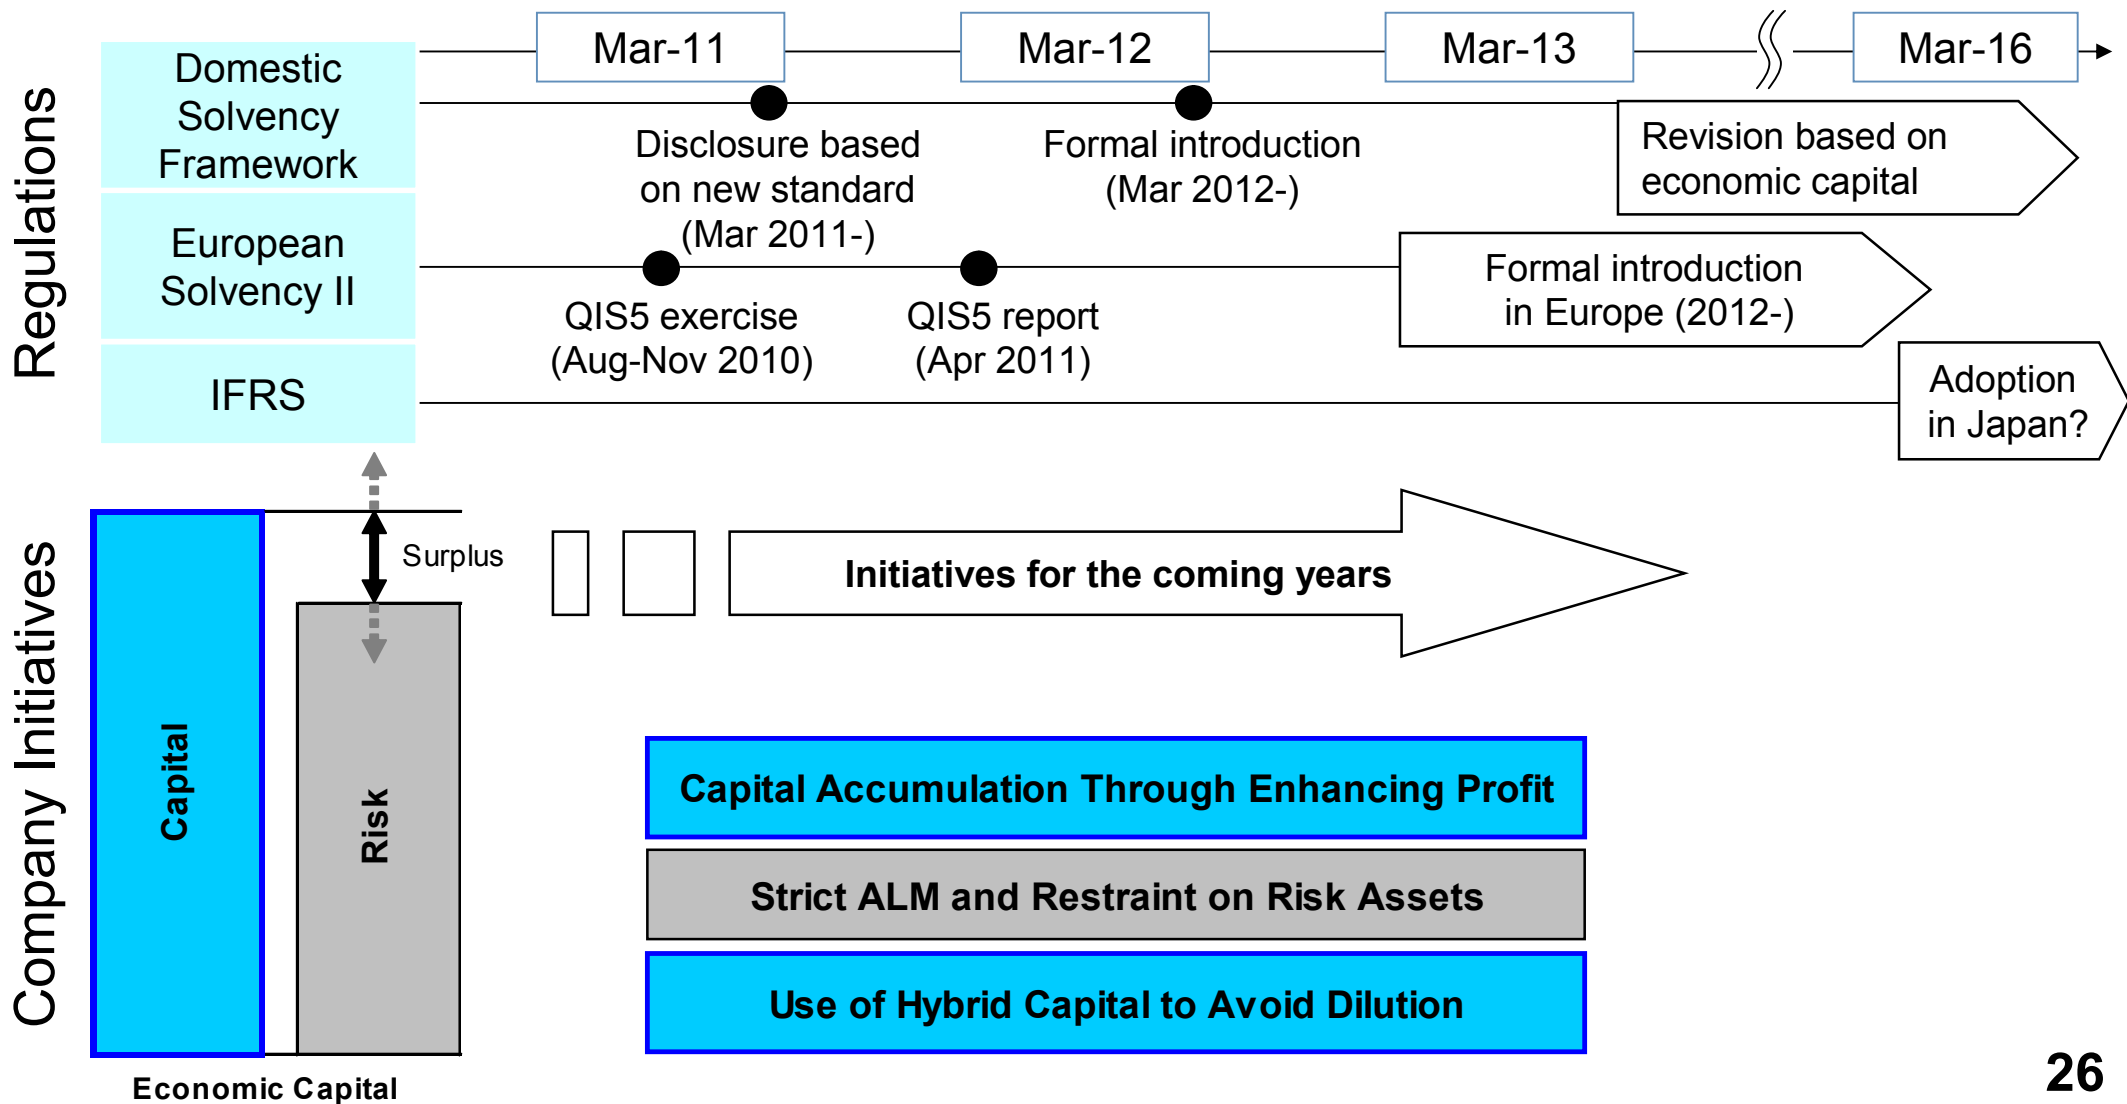 Regulations
Mar-11
Mar-12
Mar-13
Mar-16
Domestic
Solvency
Framework
Disclosure based
on new standard
(Mar 2011-)
Formal introduction
(Mar 2012-)
Revision based on
economic capital
European
Solvency II
QIS5 exercise
(Aug-Nov 2010)
QIS5 report
(Apr 2011)
Formal introduction
in Europe (2012-)
IFRS
Adoption
in Japan?
Company Initiatives
Capital
Risk
Surplus
Economic Capital
Initiatives for the coming years
Capital Accumulation Through Enhancing Profit
Strict ALM and Restraint on Risk Assets
Use of Hybrid Capital to Avoid Dilution
26